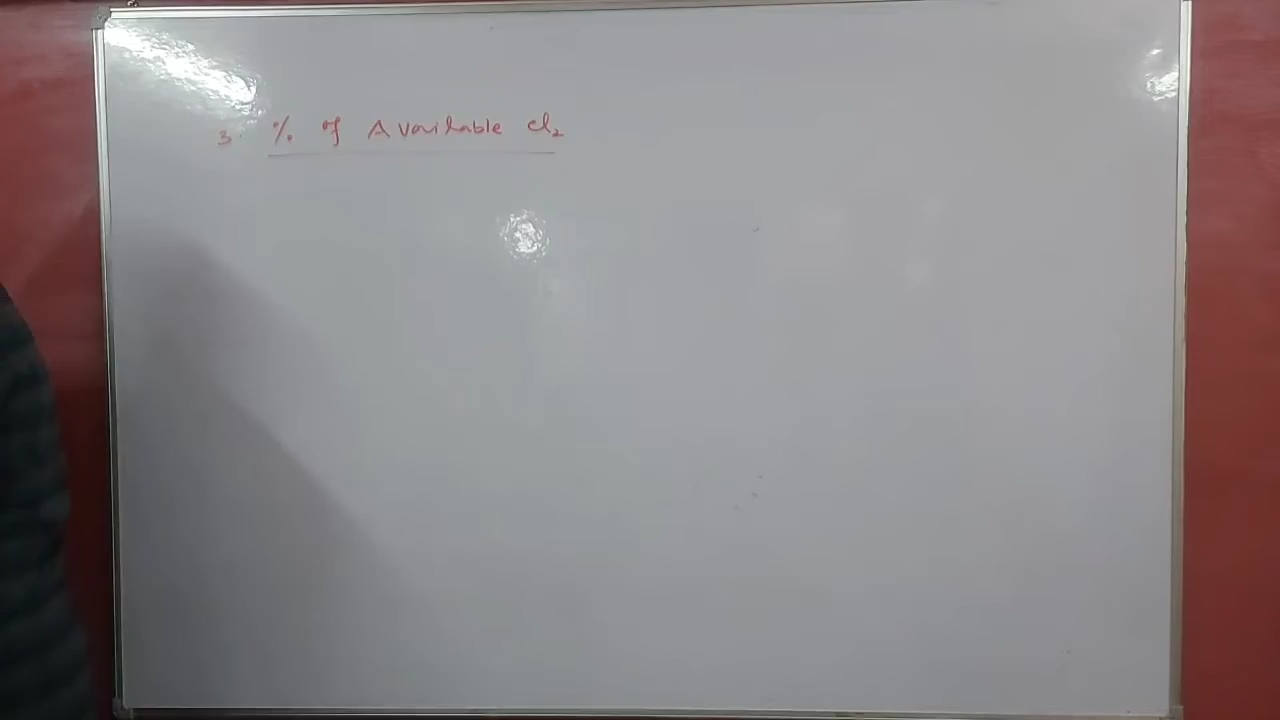 3. % of Available Cl₂